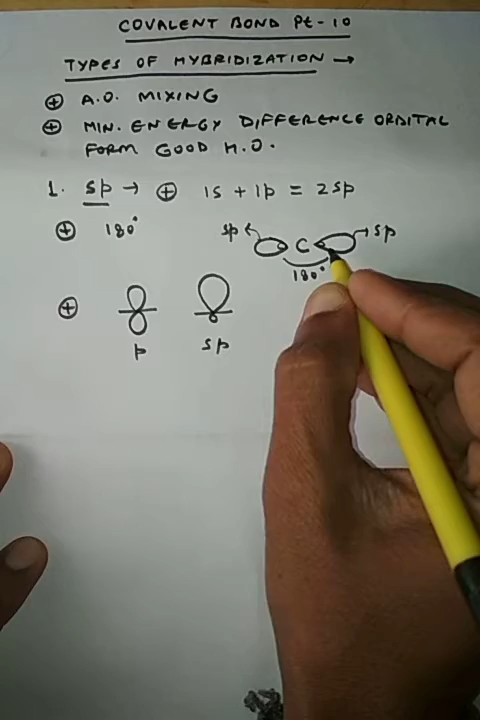 COVALENT BOND Pt-10
TYPES OF HYBRIDIZATION →
⊕ A.O. MIXING
⊕ MIN. ENERGY DIFFERENCE ORBITAL
FORM GOOD H.O.
1. sp → ⊕ 1s + 1p = 2sp
⊕ 180°
sp C sp
180°
⊕
p sp